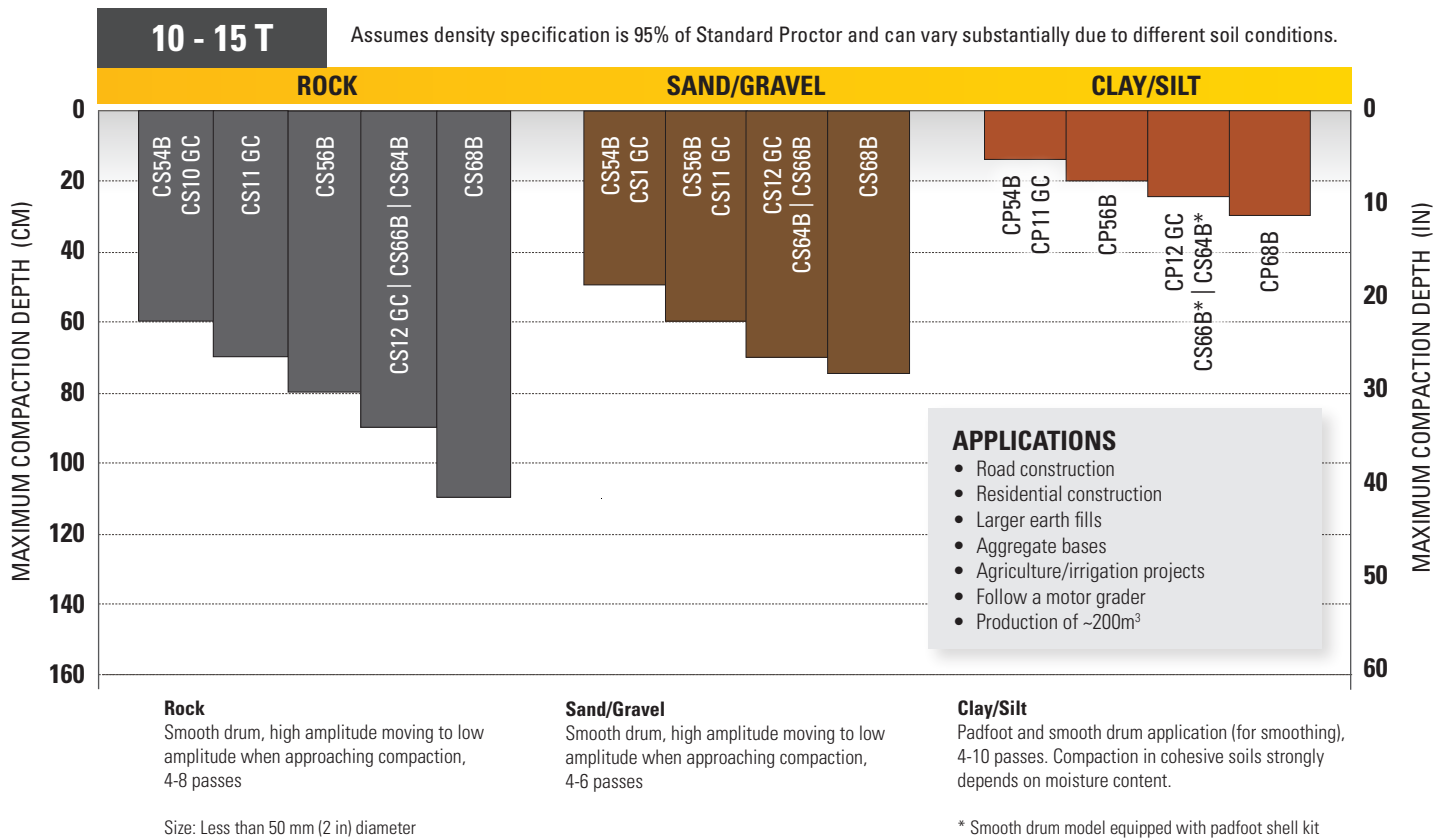 10 - 15 T
Assumes density specification is 95% of Standard Proctor and can vary substantially due to different soil conditions.
ROCK
SAND/GRAVEL
CLAY/SILT
MAXIMUM COMPACTION DEPTH (CM)
0
20
40
60
80
100
120
140
160
CS54B
CS10 GC
CS11 GC
CS56B
CS12 GC | CS66B | CS64B
CS68B
CS54B
CS1 GC
CS56B
CS11 GC
CS12 GC
CS64B | CS66B
CS68B
CP54B
CP11 GC
CP56B
CP12 GC
CS66B* | CS64B*
CP68B
0
10
20
30
40
50
60
MAXIMUM COMPACTION DEPTH (IN)
APPLICATIONS
• Road construction
• Residential construction
• Larger earth fills
• Aggregate bases
• Agriculture/irrigation projects
• Follow a motor grader
• Production of ~200m³
Rock
Smooth drum, high amplitude moving to low
amplitude when approaching compaction,
4-8 passes
Size: Less than 50 mm (2 in) diameter
Sand/Gravel
Smooth drum, high amplitude moving to low
amplitude when approaching compaction,
4-6 passes
Clay/Silt
Padfoot and smooth drum application (for smoothing),
4-10 passes. Compaction in cohesive soils strongly
depends on moisture content.
* Smooth drum model equipped with padfoot shell kit